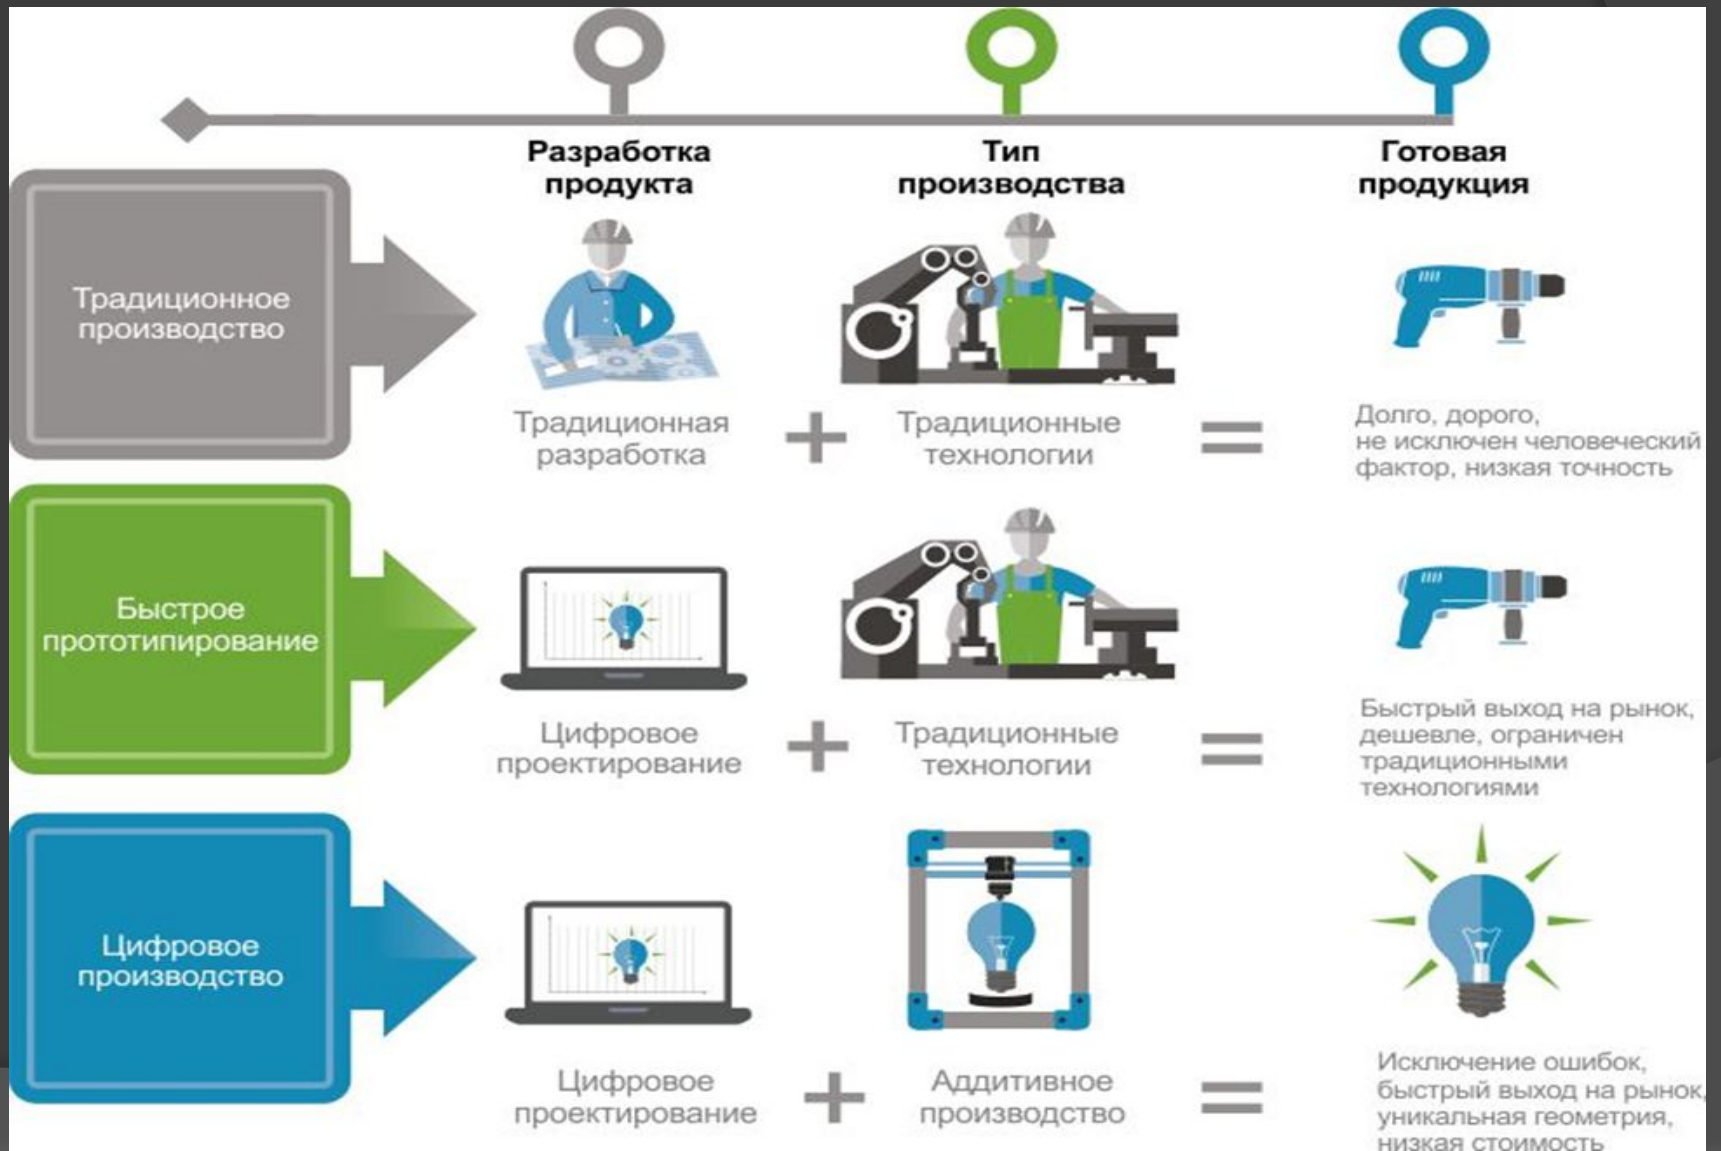 Разработка
продукта
Тип
производства
Готовая
продукция
Традиционное
производство
Традиционная
разработка
+
Традиционные
технологии
=
Долго, дорого,
не исключен человеческий
фактор, низкая точность
Быстрое
прототипирование
Цифровое
проектирование
+
Традиционные
технологии
=
Быстрый выход на рынок,
дешевле, ограничен
традиционными
технологиями
Цифровое
производство
Цифровое
проектирование
+
Аддитивное
производство
=
Исключение ошибок,
быстрый выход на рынок,
уникальная геометрия,
низкая стоимость